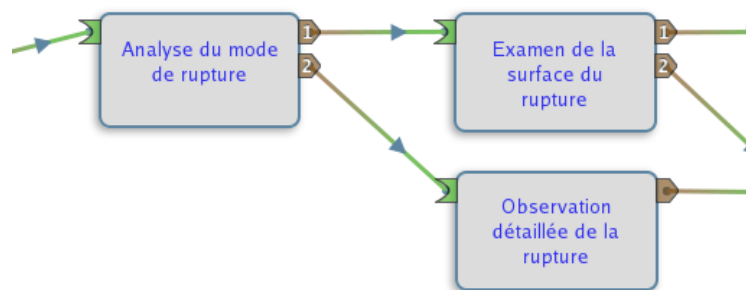 Analyse du mode
de rupture
1
2
Examen de la
surface du
rupture
1
2
Observation
détaillée de la
rupture